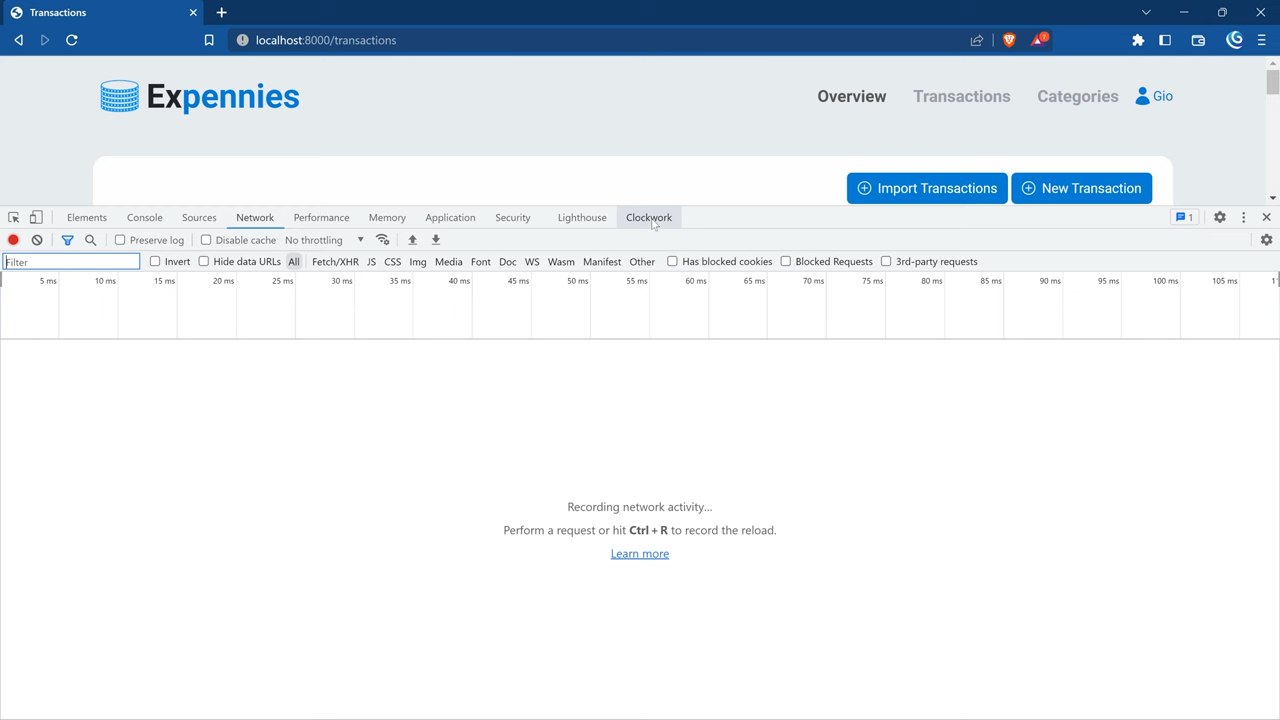 Transactions
localhost:8000/transactions
7
Expennies
Overview Transactions Categories Gio
Import Transactions New Transaction
Elements Console Sources Network Performance Memory Application Security Lighthouse Clockwork 1
Preserve log Disable cache No throttling
Filter Invert Hide data URLs All Fetch/XHR JS CSS Img Media Font Doc WS Wasm Manifest Other Has blocked cookies Blocked Requests 3rd-party requests
5 ms 10 ms 15 ms 20 ms 25 ms 30 ms 35 ms 40 ms 45 ms 50 ms 55 ms 60 ms 65 ms 70 ms 75 ms 80 ms 85 ms 90 ms 95 ms 100 ms 105 ms
Recording network activity...
Perform a request or hit Ctrl + R to record the reload.
Learn more